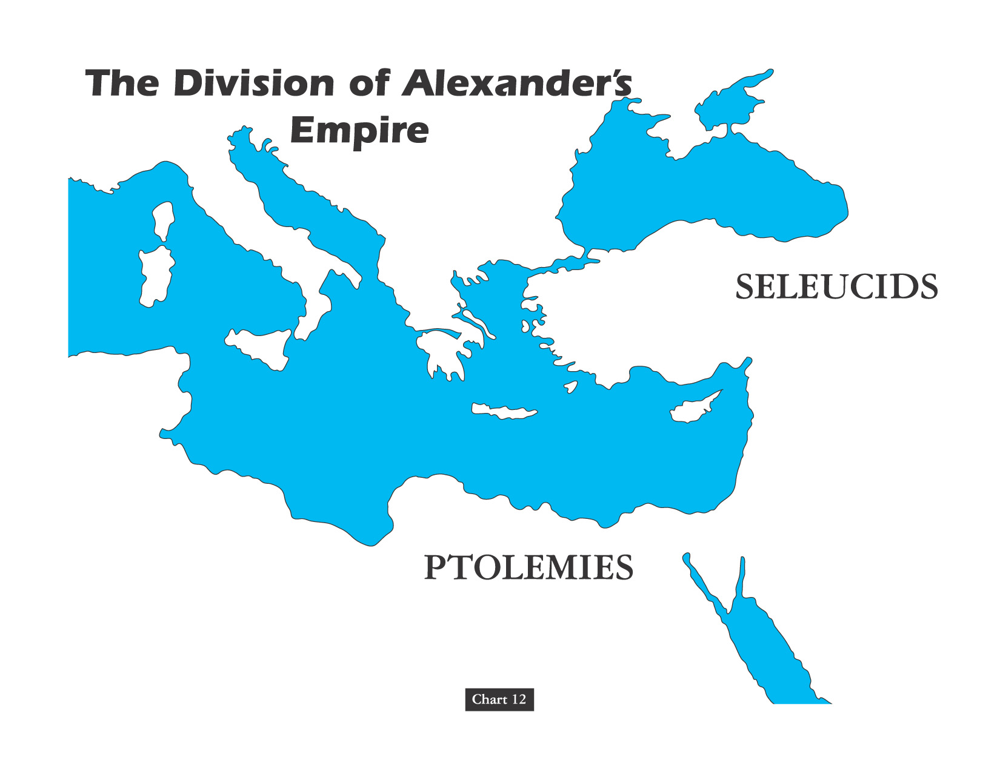 The Division of Alexander's
Empire
SELEUCIDS
PTOLEMIES
Chart 12